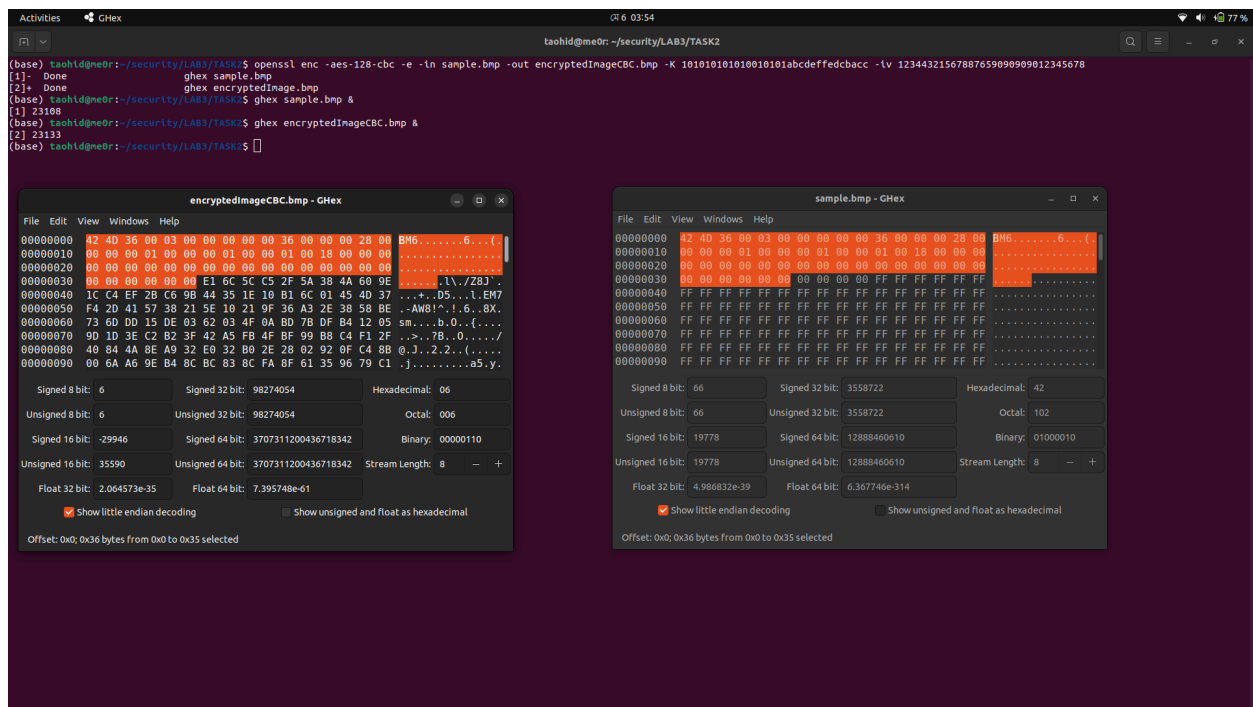 Activities GHex মে 6 03:54 77 %
taohid@me0r: ~/security/LAB3/TASK2
(base) taohid@me0r:~/security/LAB3/TASK2$ openssl enc -aes-128-cbc -e -in sample.bmp -out encryptedImageCBC.bmp -K 101010101010010101abcdeffedcbacc -iv 12344321567887659090909012345678
[1]- Done ghex sample.bmp
[2]+ Done ghex encryptedImage.bmp
(base) taohid@me0r:~/security/LAB3/TASK2$ ghex sample.bmp &
[1] 23108
(base) taohid@me0r:~/security/LAB3/TASK2$ ghex encryptedImageCBC.bmp &
[2] 23133
(base) taohid@me0r:~/security/LAB3/TASK2$
encryptedImageCBC.bmp - GHex
File Edit View Windows Help
00000000 42 4D 36 00 03 00 00 00 00 00 36 00 00 00 28 00 BM6.......6...(.
00000010 00 00 00 01 00 00 00 01 00 00 01 00 18 00 00 00 ................
00000020 00 00 00 00 00 00 00 00 00 00 00 00 00 00 00 00 ................
00000030 00 00 00 00 00 00 E1 6C 5C C5 2F 5A 38 4A 60 9E .......l\./Z8J`.
00000040 1C C4 EF 2B C6 9B 44 35 1E 10 B1 6C 01 45 4D 37 ...+..D5...l.EM7
00000050 F4 2D 41 57 38 21 5E 10 21 9F 36 A3 2E 38 58 BE .-AW8!^.!.6..8X.
00000060 73 6D DD 15 DE 03 62 03 4F 0A BD 7B DF B4 12 05 sm....b.O..{....
00000070 9D 1D 3E C2 B2 3F 42 A5 FB 4F BF 99 B8 C4 F1 2F ..>..?B..O...../
00000080 40 84 4A 8E A9 32 E0 32 B0 2E 28 02 92 0F C4 8B @.J..2.2..(.....
00000090 00 6A A6 9E B4 8C BC 83 8C FA 8F 61 35 96 79 C1 .j.........a5.y.
Signed 8 bit: 6 Signed 32 bit: 98274054 Hexadecimal: 06
Unsigned 8 bit: 6 Unsigned 32 bit: 98274054 Octal: 006
Signed 16 bit: -29946 Signed 64 bit: 3707311200436718342 Binary: 00000110
Unsigned 16 bit: 35590 Unsigned 64 bit: 3707311200436718342 Stream Length: 8 − +
Float 32 bit: 2.064573e-35 Float 64 bit: 7.395748e-61
Show little endian decoding Show unsigned and float as hexadecimal
Offset: 0x0; 0x36 bytes from 0x0 to 0x35 selected
sample.bmp - GHex
File Edit View Windows Help
00000000 42 4D 36 00 03 00 00 00 00 00 36 00 00 00 28 00 BM6.......6...(.
00000010 00 00 00 01 00 00 00 01 00 00 01 00 18 00 00 00 ................
00000020 00 00 00 00 00 00 00 00 00 00 00 00 00 00 00 00 ................
00000030 00 00 00 00 00 00 00 00 00 00 FF FF FF FF FF FF ................
00000040 FF FF FF FF FF FF FF FF FF FF FF FF FF FF FF FF ................
00000050 FF FF FF FF FF FF FF FF FF FF FF FF FF FF FF FF ................
00000060 FF FF FF FF FF FF FF FF FF FF FF FF FF FF FF FF ................
00000070 FF FF FF FF FF FF FF FF FF FF FF FF FF FF FF FF ................
00000080 FF FF FF FF FF FF FF FF FF FF FF FF FF FF FF FF ................
00000090 FF FF FF FF FF FF FF FF FF FF FF FF FF FF FF FF ................
Signed 8 bit: 66 Signed 32 bit: 3558722 Hexadecimal: 42
Unsigned 8 bit: 66 Unsigned 32 bit: 3558722 Octal: 102
Signed 16 bit: 19778 Signed 64 bit: 12888460610 Binary: 01000010
Unsigned 16 bit: 19778 Unsigned 64 bit: 12888460610 Stream Length: 8 − +
Float 32 bit: 4.986832e-39 Float 64 bit: 6.367746e-314
Show little endian decoding Show unsigned and float as hexadecimal
Offset: 0x0; 0x36 bytes from 0x0 to 0x35 selected